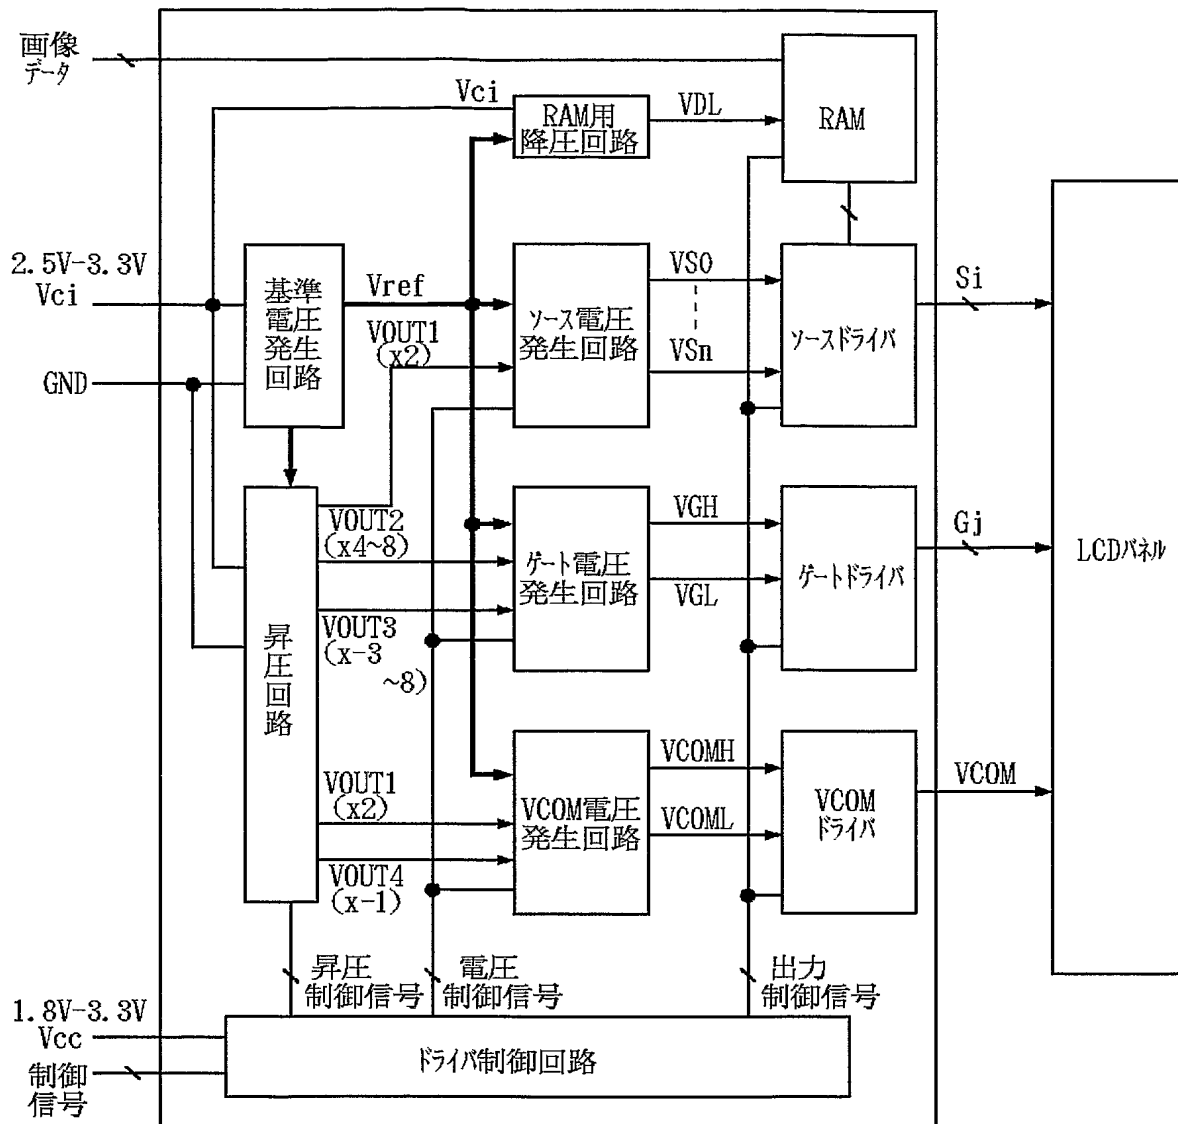 画像
データ
Vci
RAM用
降圧回路
VDL
RAM
2.5V-3.3V
Vci
GND
基準
電圧
発生
回路
Vref
VOUT1
(x2)
ソース電圧
発生回路
VS0
VSn
ソースドライバ
Si
VOUT2
(x4~8)
VOUT3
(x-3
~8)
ゲート電圧
発生回路
VGH
VGL
ゲートドライバ
Gj
LCDパネル
昇
圧
回
路
VOUT1
(x2)
VOUT4
(x-1)
VCOM電圧
発生回路
VCOMH
VCOML
VCOM
ドライバ
VCOM
昇圧
制御信号
電圧
制御信号
出力
制御信号
1.8V-3.3V
Vcc
制御
信号
ドライバ制御回路